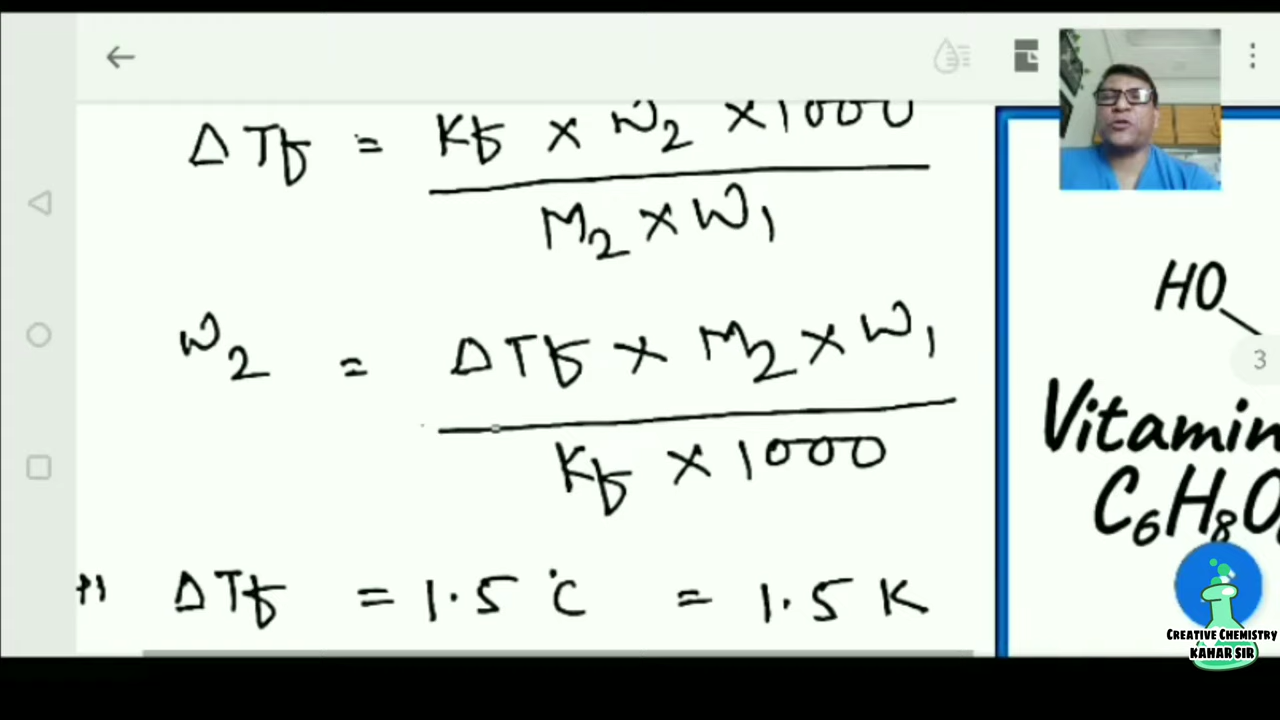 ΔTf = Kf × W2 × 1000
M2 × W1
W2 = ΔTf × M2 × W1
Kf × 1000
ΔTf = 1.5 °C = 1.5 K
HO
3
Vitamin
C6H8O
CREATIVE CHEMISTRY
KAHAR SIR